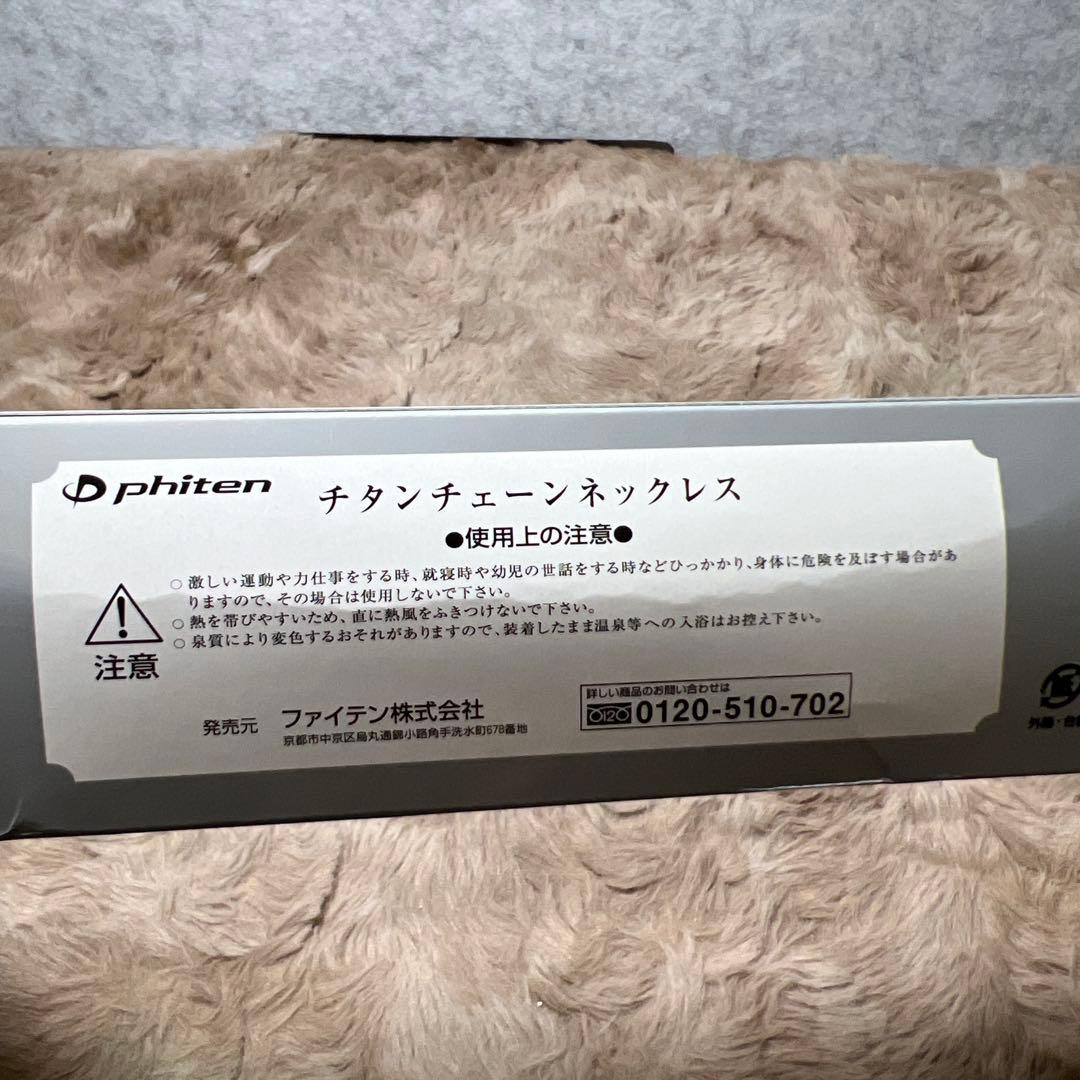 phiten
チタンチェーンネックレス
●使用上の注意●
○激しい運動や力仕事をする時、就寝時や幼児の世話をする時などひっかかり、身体に危険を及ぼす場合があ
りますので、その場合は使用しないで下さい。
○熱を帯びやすいため、直に熱風をふきつけないで下さい。
○泉質により変色するおそれがありますので、装着したまま温泉等への入浴はお控え下さい。
注意
発売元 ファイテン株式会社
京都市中京区烏丸通錦小路角手洗水町678番地
詳しい商品のお問い合わせは
0120 0120-510-702
紙
外箱・台